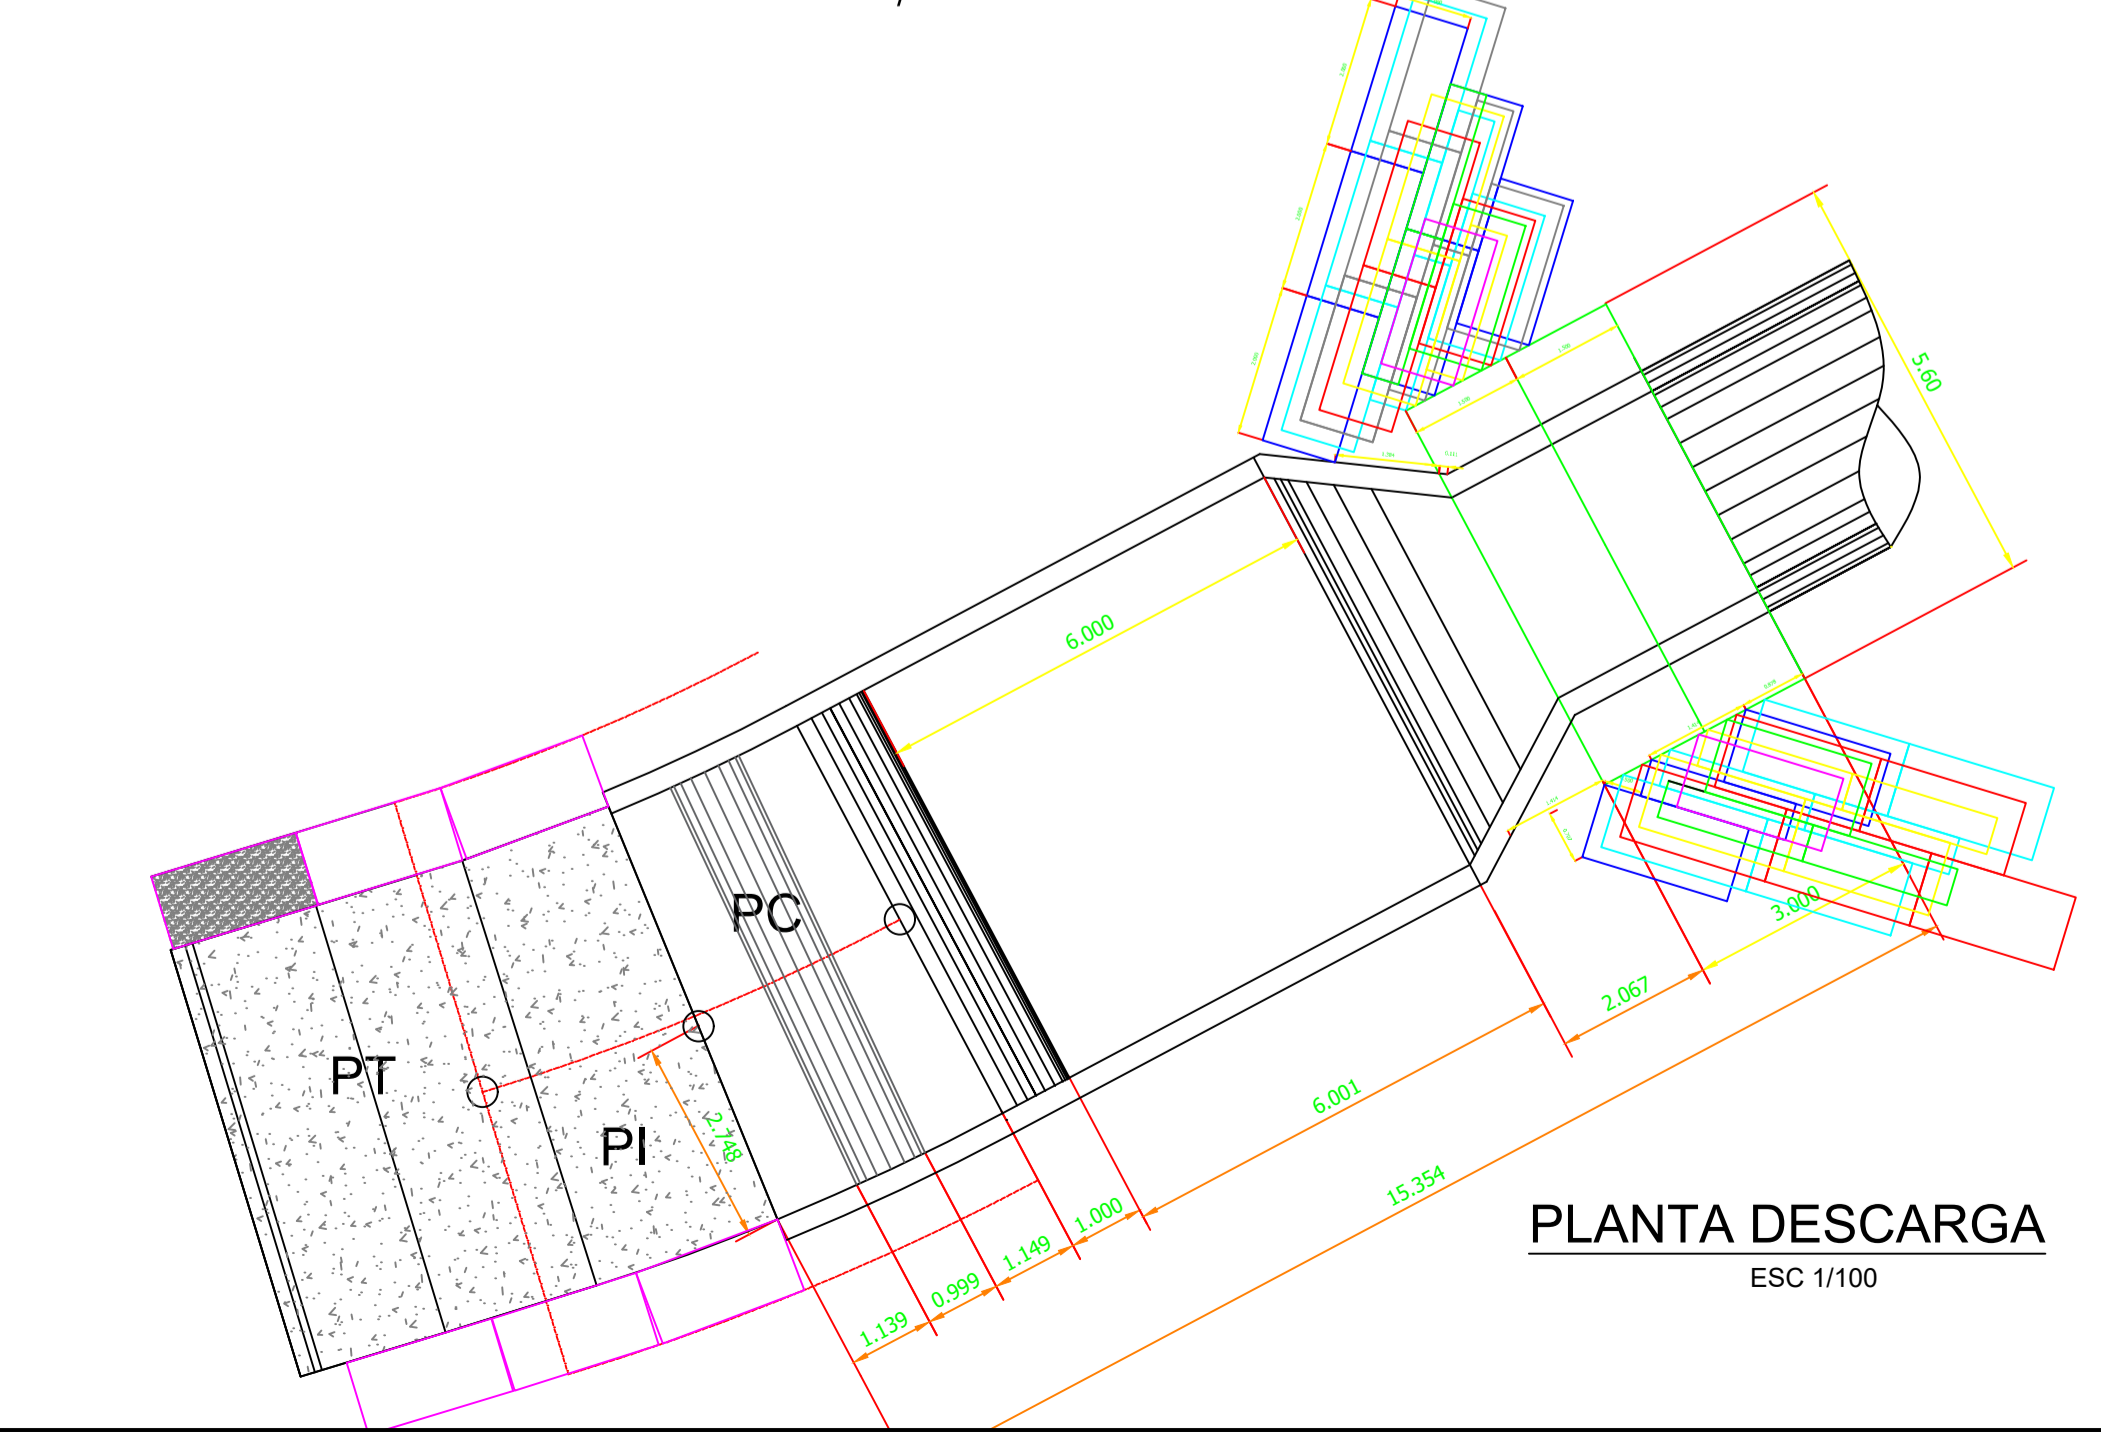 5.60
6.000
PC
PT
PI
2.748
3.000
2.067
6.001
15.354
1.000
1.149
0.999
1.139
PLANTA DESCARGA
ESC 1/100